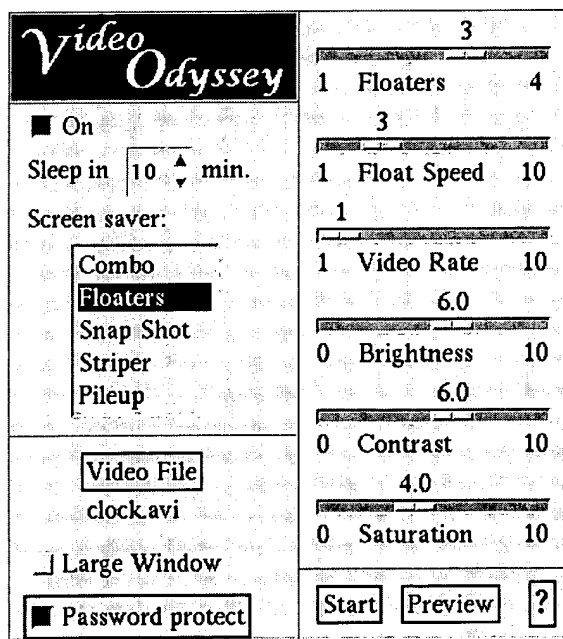 Video
Odyssey
On
Sleep in 10 min.
Screen saver:
Combo
Floaters
Snap Shot
Striper
Pileup
Video File
clock.avi
Large Window
Password protect
3
1 Floaters 4
3
1 Float Speed 10
1
1 Video Rate 10
6.0
0 Brightness 10
6.0
0 Contrast 10
4.0
0 Saturation 10
Start Preview ?